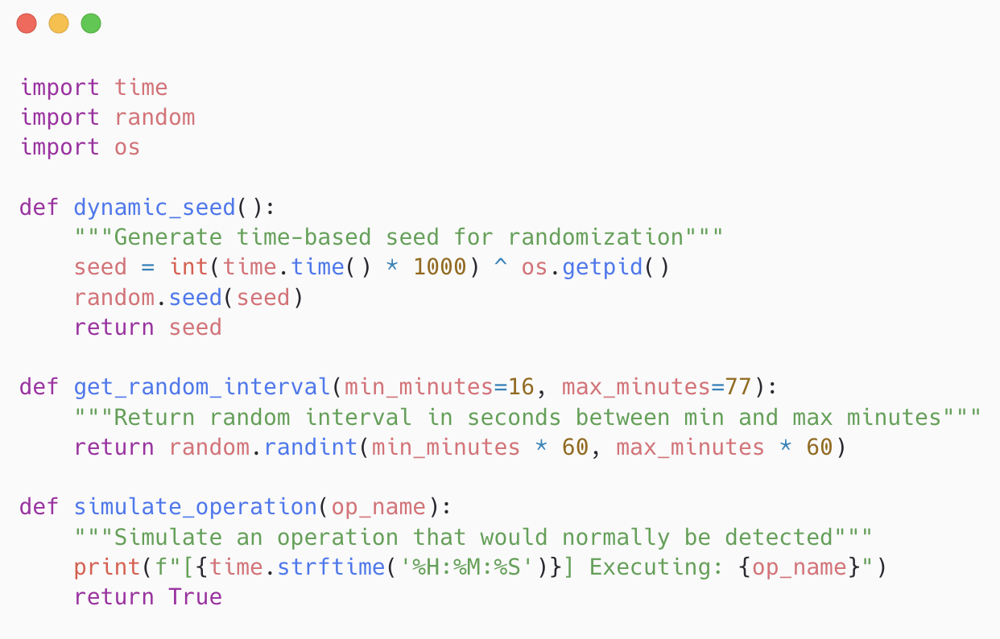 import time
import random
import os
def dynamic_seed():
    """Generate time-based seed for randomization"""
    seed = int(time.time() * 1000) ^ os.getpid()
    random.seed(seed)
    return seed
def get_random_interval(min_minutes=16, max_minutes=77):
    """Return random interval in seconds between min and max minutes"""
    return random.randint(min_minutes * 60, max_minutes * 60)
def simulate_operation(op_name):
    """Simulate an operation that would normally be detected"""
    print(f"[{time.strftime('%H:%M:%S')}] Executing: {op_name}")
    return True